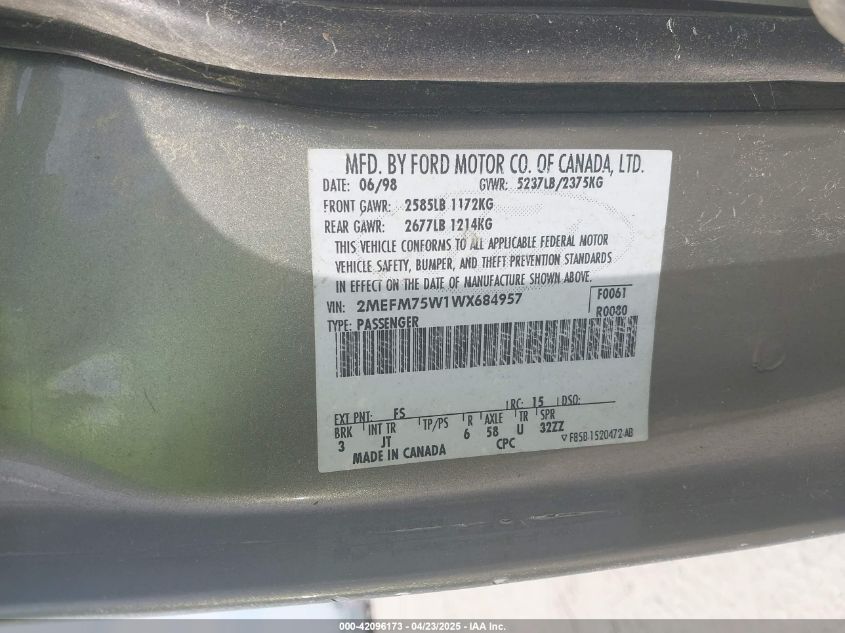 MFD. BY FORD MOTOR CO. OF CANADA, LTD.
DATE: 06/98 GVWR: 5237LB/2375KG
FRONT GAWR: 2585LB 1172KG
REAR GAWR: 2677LB 1214KG
THIS VEHICLE CONFORMS TO ALL APPLICABLE FEDERAL MOTOR
VEHICLE SAFETY, BUMPER, AND THEFT PREVENTION STANDARDS
IN EFFECT ON THE DATE OF MANUFACTURE SHOWN ABOVE.
VIN: 2MEFM75W1WX684957 F0061
TYPE: PASSENGER R0080
EXT PNT: FS RC: 15 DSO:
BRK INT TR TP/PS R AXLE TR SPR
3 JT 6 58 U 32ZZ
MADE IN CANADA CPC ▽ F85B 1520472 AB
000-42096173 - 04/23/2025 - IAA Inc.